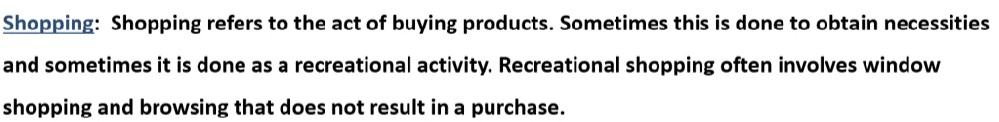 Shopping:  Shopping refers to the act of buying products. Sometimes this is done to obtain necessities
and sometimes it is done as a recreational activity. Recreational shopping often involves window
shopping and browsing that does not result in a purchase.